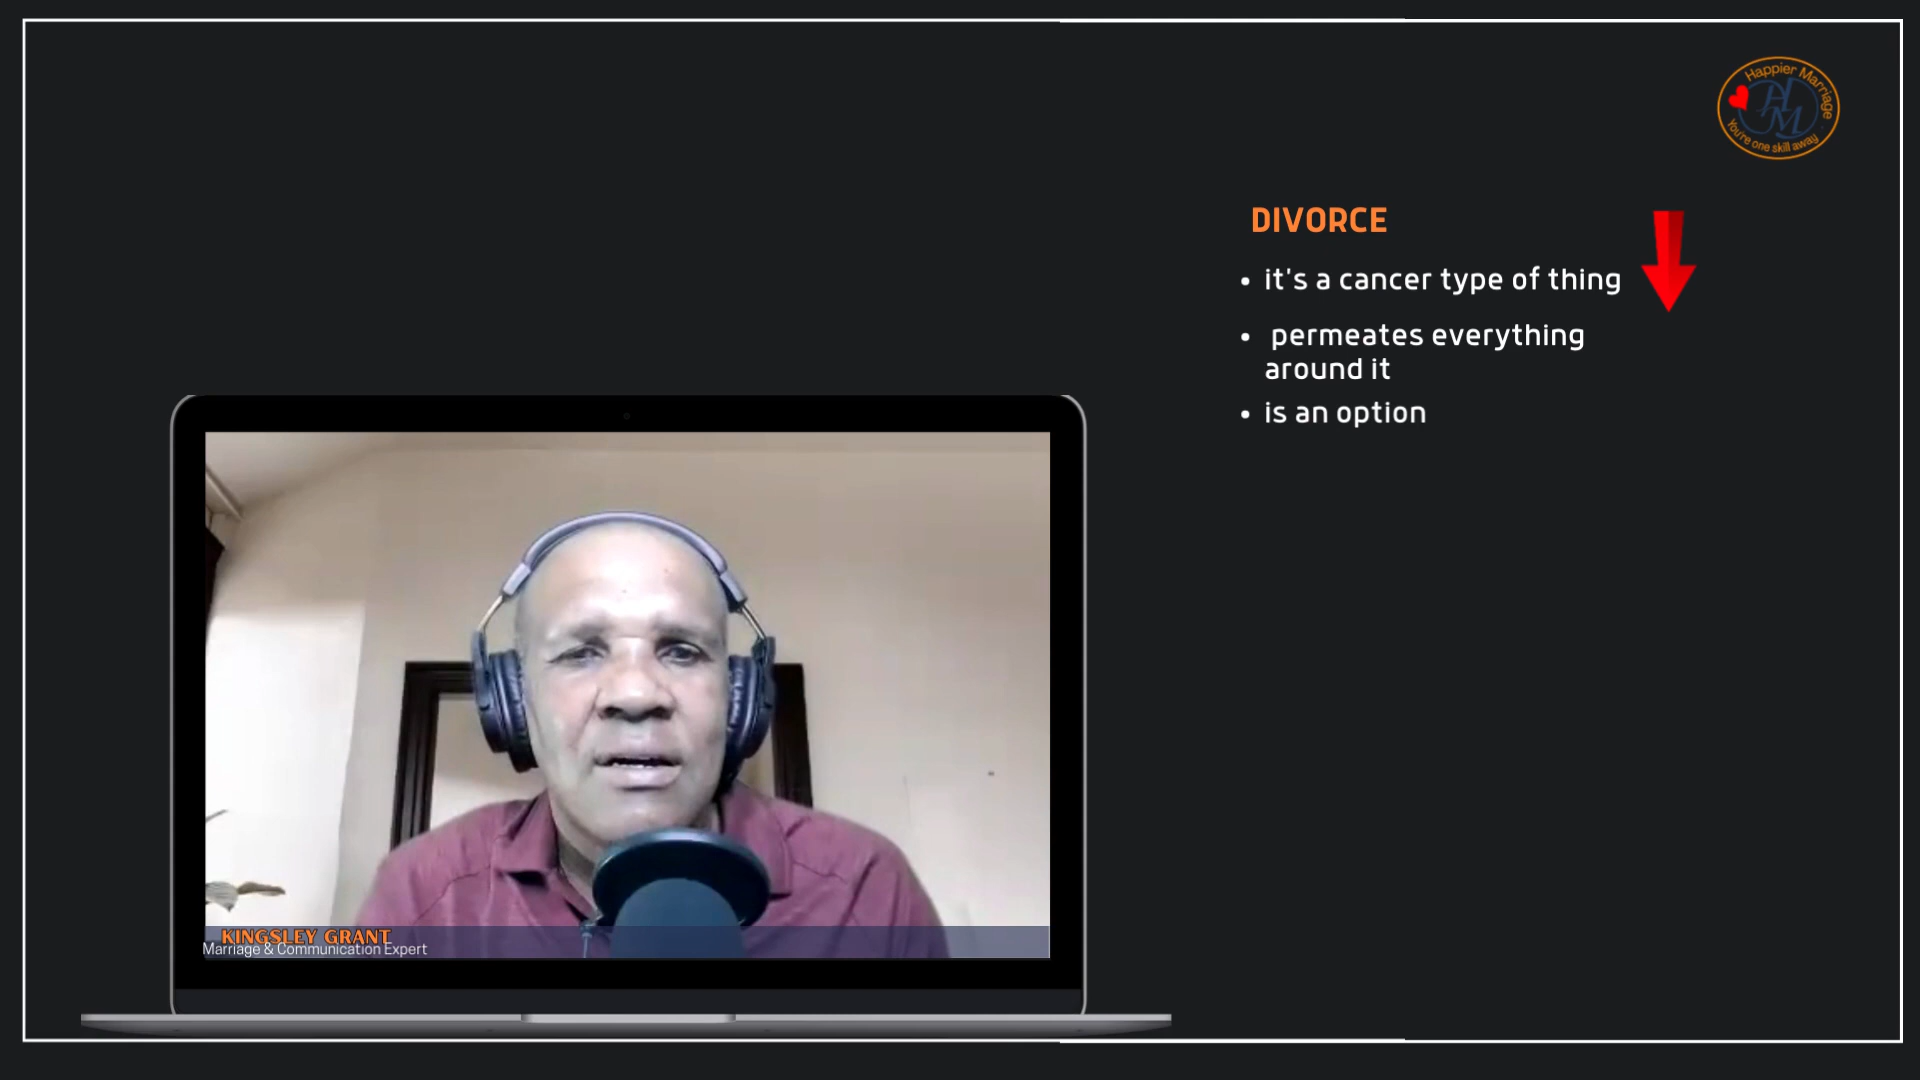 Happier Marriage
HM
You're one skill away
DIVORCE
• it's a cancer type of thing
• permeates everything
around it
• is an option
KINGSLEY GRANT
Marriage & Communication Expert